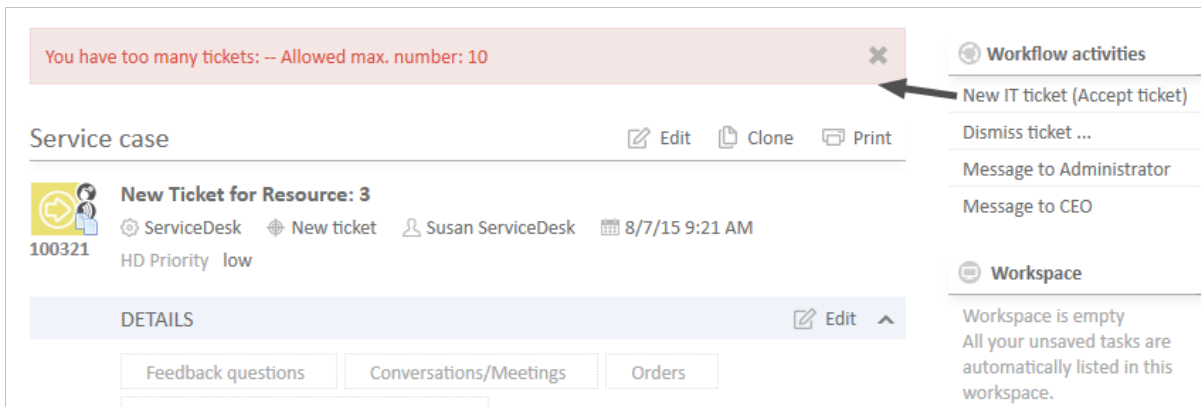 You have too many tickets: -- Allowed max. number: 10
Service case
Edit
Clone
Print
New Ticket for Resource: 3
ServiceDesk
New ticket
Susan ServiceDesk
8/7/15 9:21 AM
100321
HD Priority low
DETAILS
Edit
Feedback questions
Conversations/Meetings
Orders
Workflow activities
New IT ticket (Accept ticket)
Dismiss ticket ...
Message to Administrator
Message to CEO
Workspace
Workspace is empty
All your unsaved tasks are
automatically listed in this
workspace.